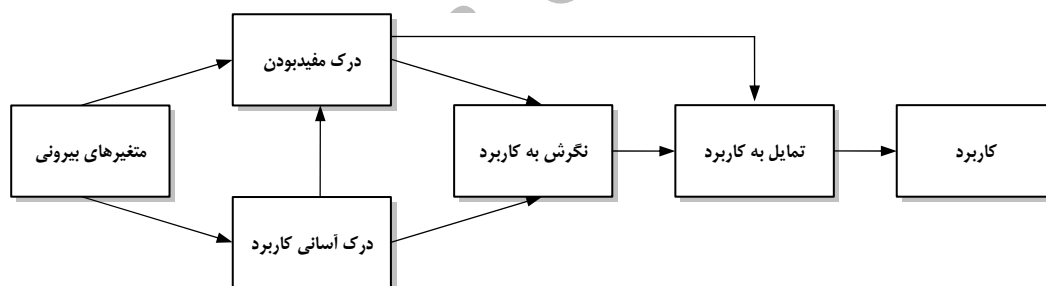 درک مفیدبودن
متغیرهای بیرونی
نگرش به کاربرد
تمایل به کاربرد
کاربرد
درک آسانی کاربرد